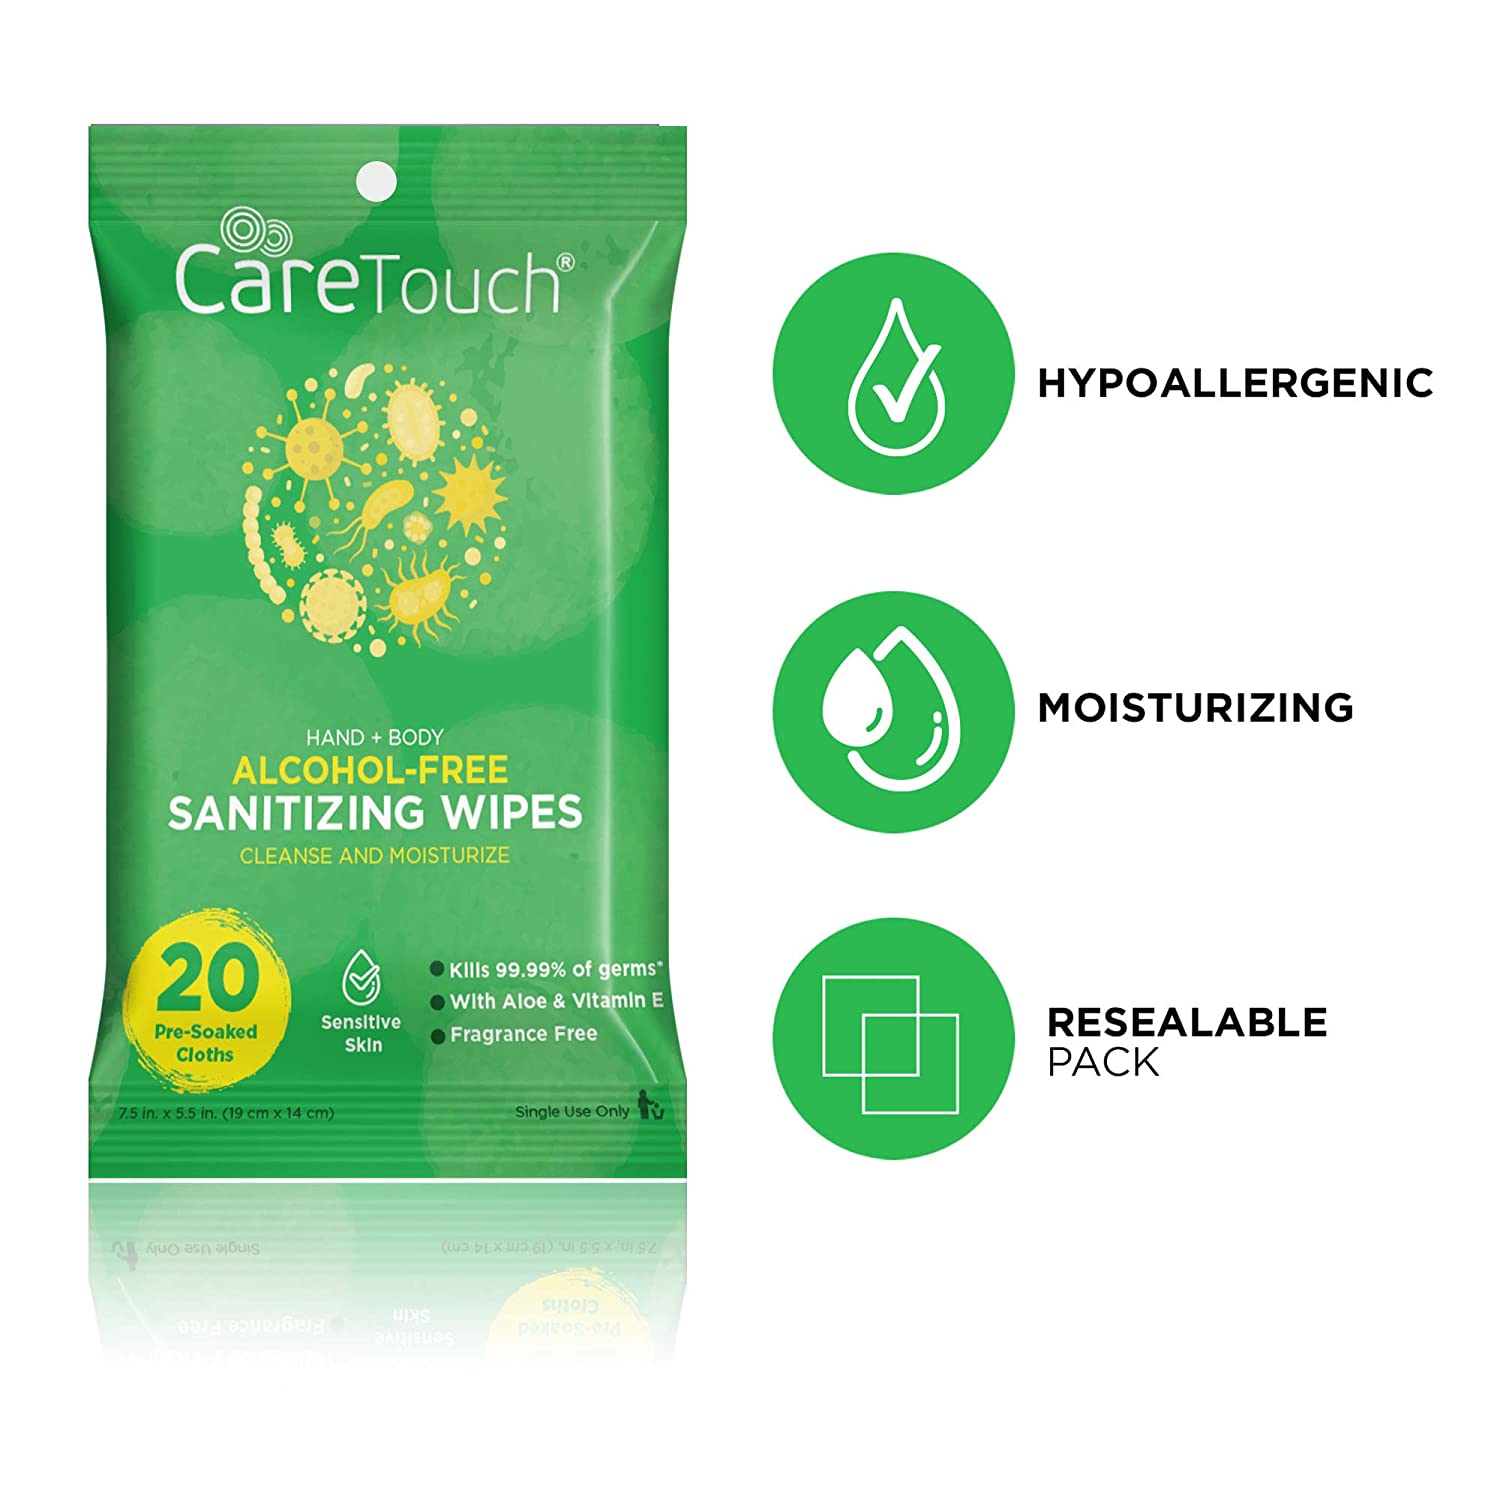 CareTouch®
HAND + BODY
ALCOHOL-FREE
SANITIZING WIPES
CLEANSE AND MOISTURIZE
20
Pre-Soaked
Cloths
Sensitive
Skin
Kills 99.99% of germs*
With Aloe & Vitamin E
Fragrance Free
7.5 in. x 5.5 in. (19 cm x 14 cm)
Single Use Only
HYPOALLERGENIC
MOISTURIZING
RESEALABLE
PACK